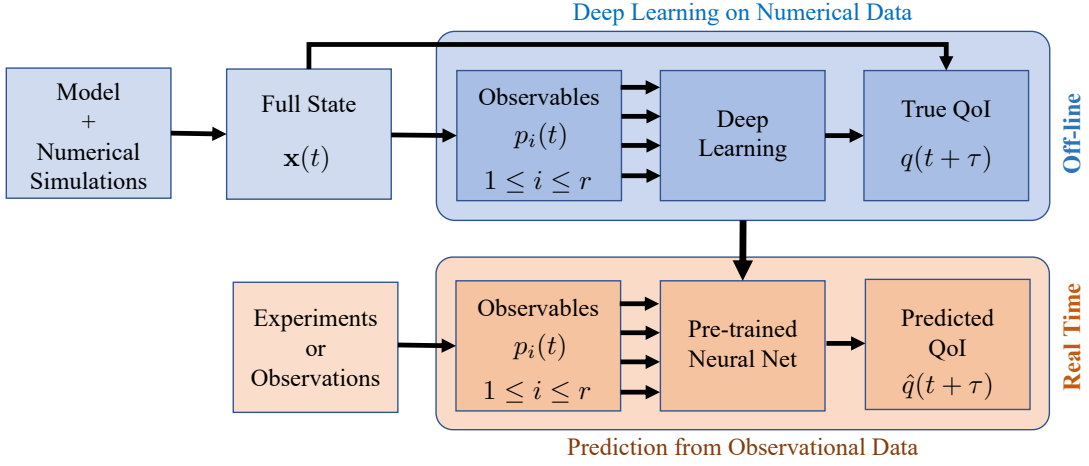 Deep Learning on Numerical Data
Model
+
Numerical
Simulations
Full State
x(t)
Observables
p_i(t)
1 ≤ i ≤ r
Deep
Learning
True QoI
q(t + τ)
Off-line
Experiments
or
Observations
Observables
p_i(t)
1 ≤ i ≤ r
Pre-trained
Neural Net
Predicted
QoI
q̂(t + τ)
Real Time
Prediction from Observational Data